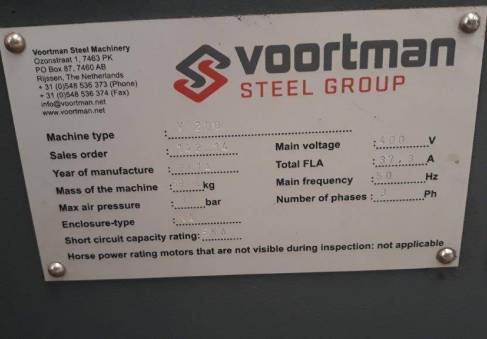 Voortman Steel Machinery
Ozonstraat 1, 7463 PK
PO Box 87, 7460 AB
Rijssen, The Netherlands
+ 31 (0)548 536 373 (Phone)
+ 31 (0)548 536 374 (Fax)
info@voortman.net
www.voortman.net
voortman
STEEL GROUP
Machine type :
Sales order :
Year of manufacture :
Mass of the machine : kg
Max air pressure : bar
Enclosure-type :
Short circuit capacity rating:
Main voltage : 400 V
Total FLA : A
Main frequency : 50 Hz
Number of phases : Ph
Horse power rating motors that are not visible during inspection: not applicable